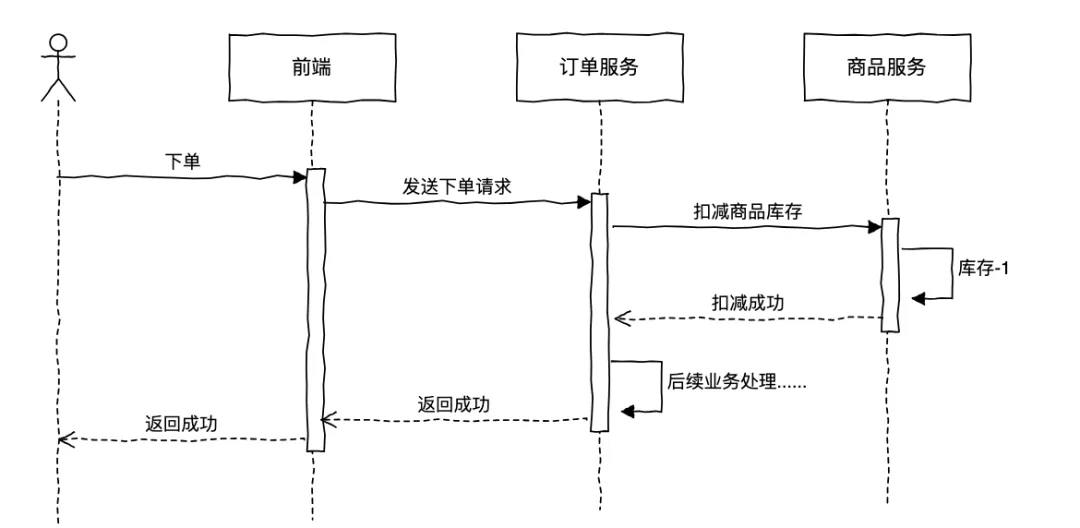 前端
订单服务
商品服务
下单
发送下单请求
扣减商品库存
库存-1
扣减成功
后续业务处理......
返回成功
返回成功